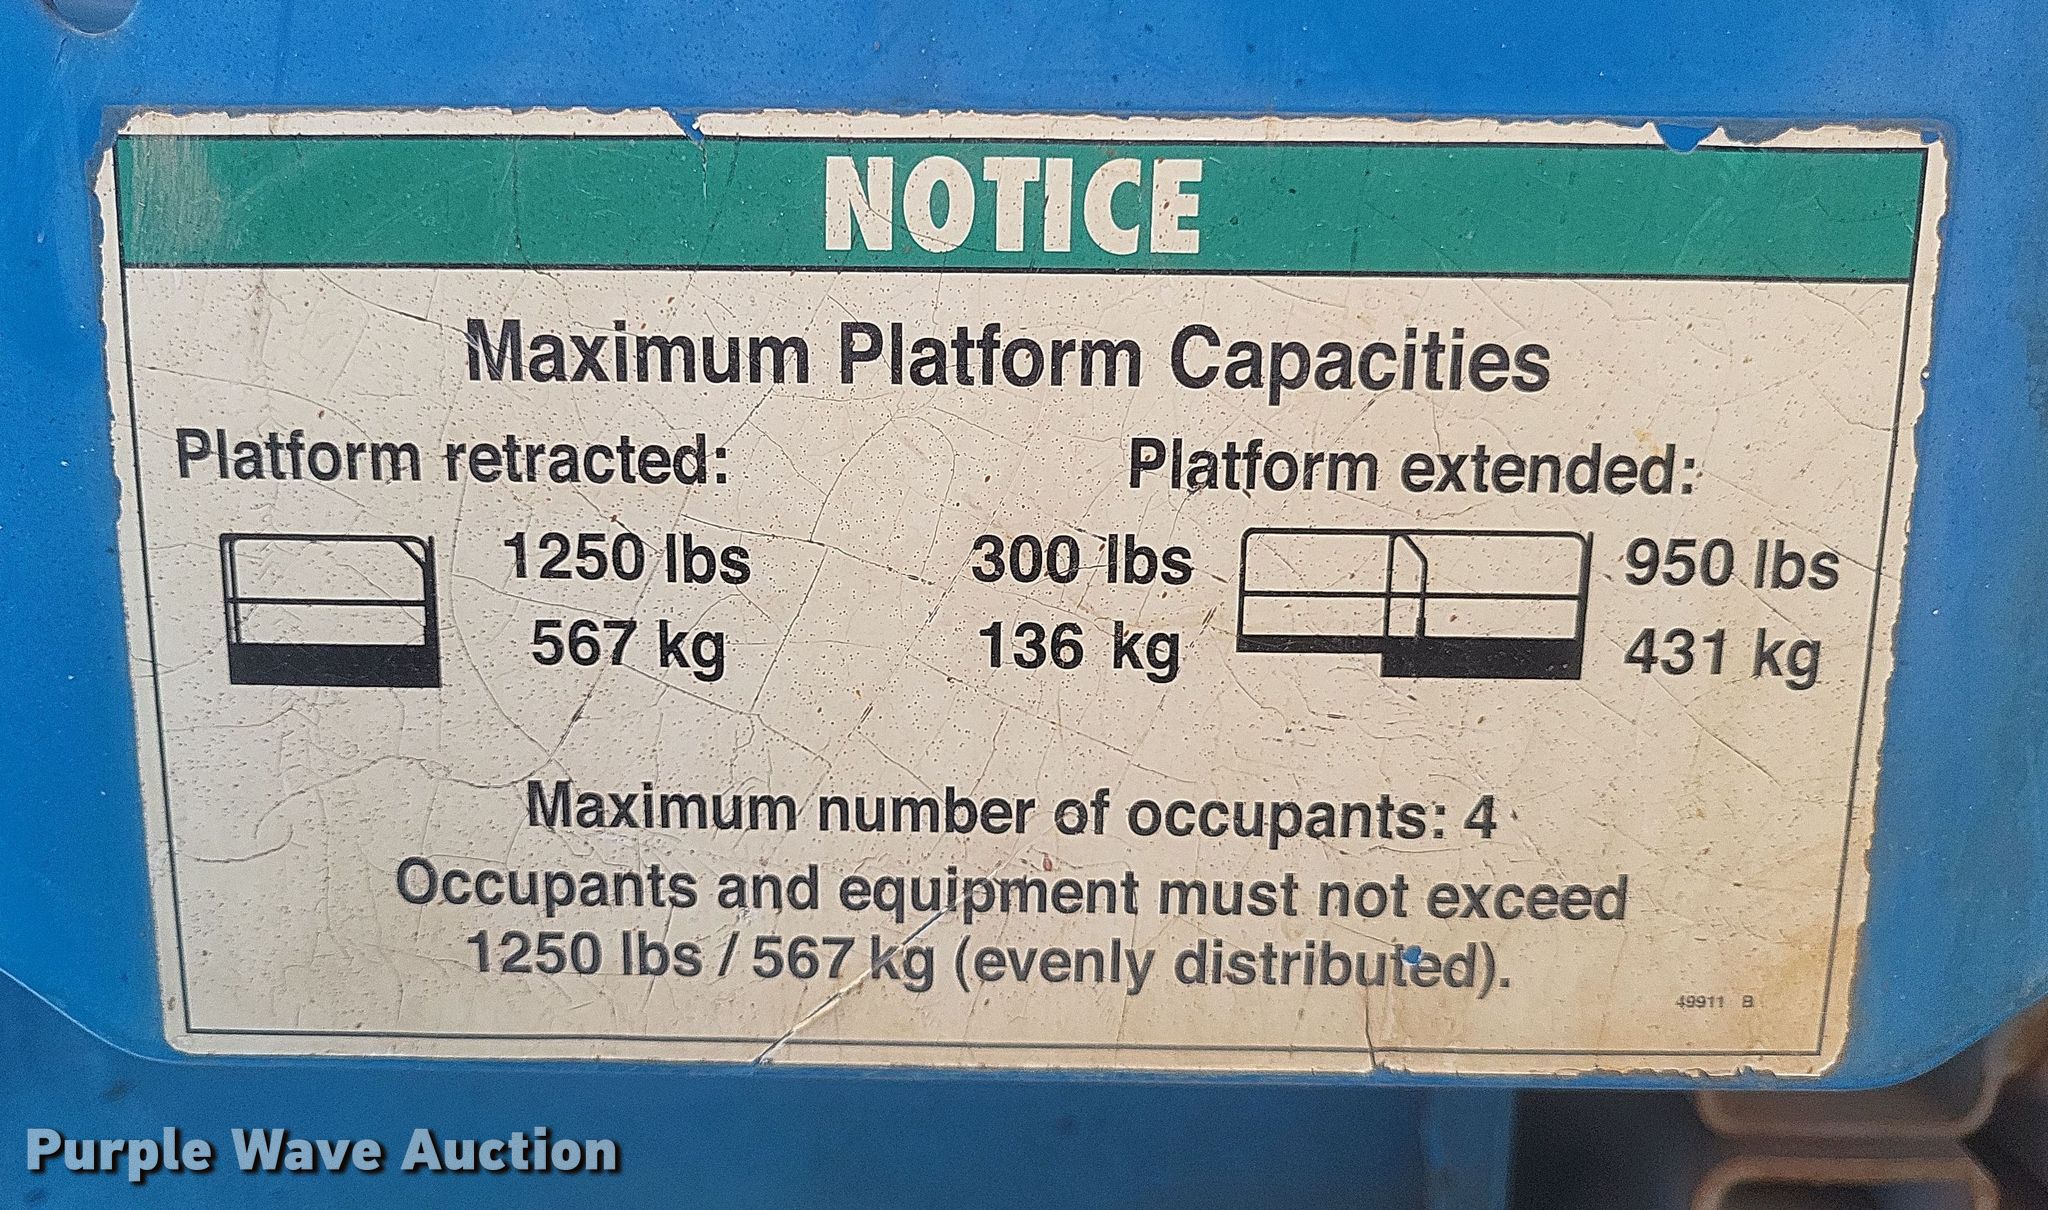 NOTICE
Maximum Platform Capacities
Platform retracted:
1250 lbs
567 kg
Platform extended:
300 lbs
136 kg
950 lbs
431 kg
Maximum number of occupants: 4
Occupants and equipment must not exceed
1250 lbs / 567 kg (evenly distributed).
49911 B
Purple Wave Auction